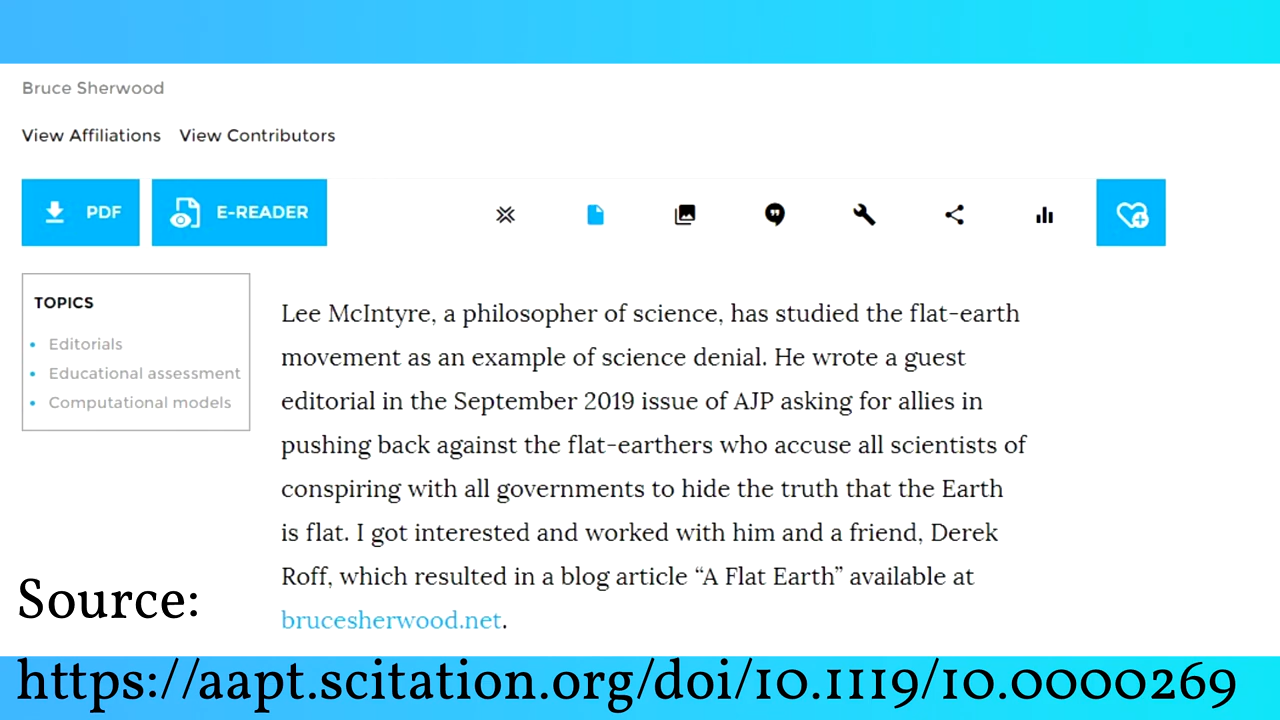 Bruce Sherwood
View Affiliations View Contributors
PDF E-READER
TOPICS
Editorials
Educational assessment
Computational models
Lee McIntyre, a philosopher of science, has studied the flat-earth
movement as an example of science denial. He wrote a guest
editorial in the September 2019 issue of AJP asking for allies in
pushing back against the flat-earthers who accuse all scientists of
conspiring with all governments to hide the truth that the Earth
is flat. I got interested and worked with him and a friend, Derek
Roff, which resulted in a blog article “A Flat Earth” available at
brucesherwood.net.
Source:
https://aapt.scitation.org/doi/10.1119/10.0000269